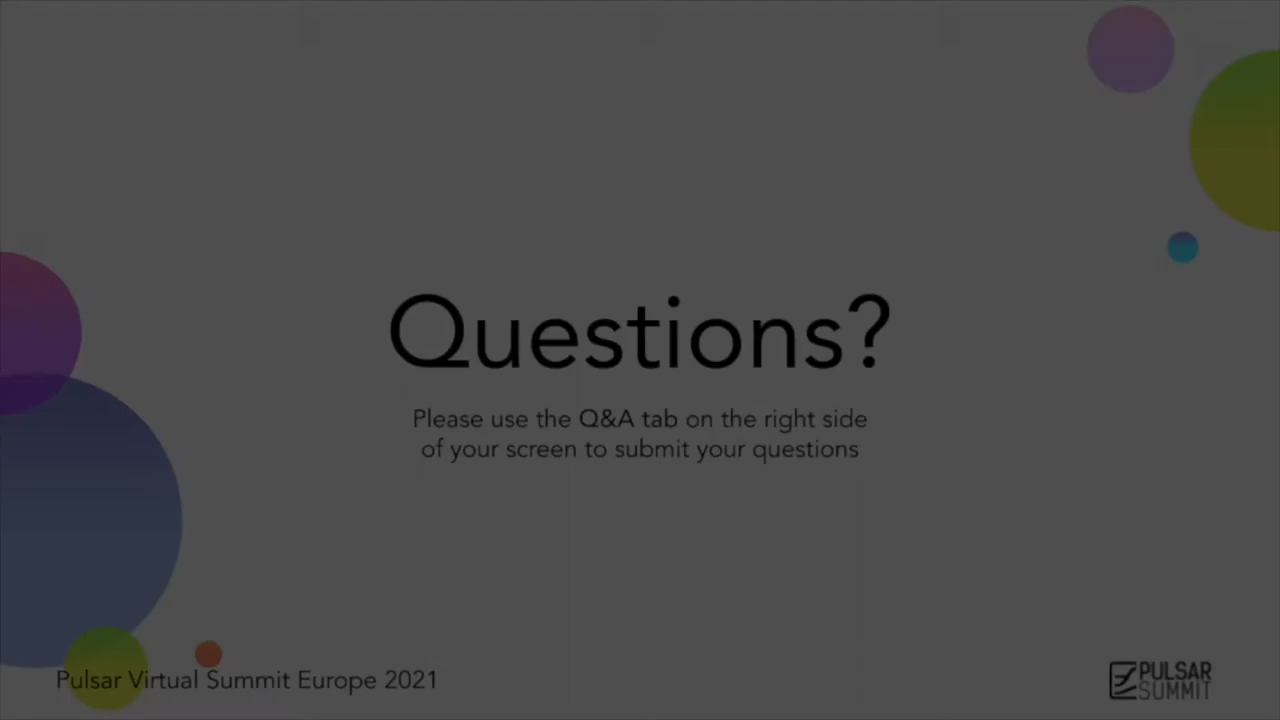 Questions?
Please use the Q&A tab on the right side
of your screen to submit your questions
Pulsar Virtual Summit Europe 2021
PULSAR
SUMMIT